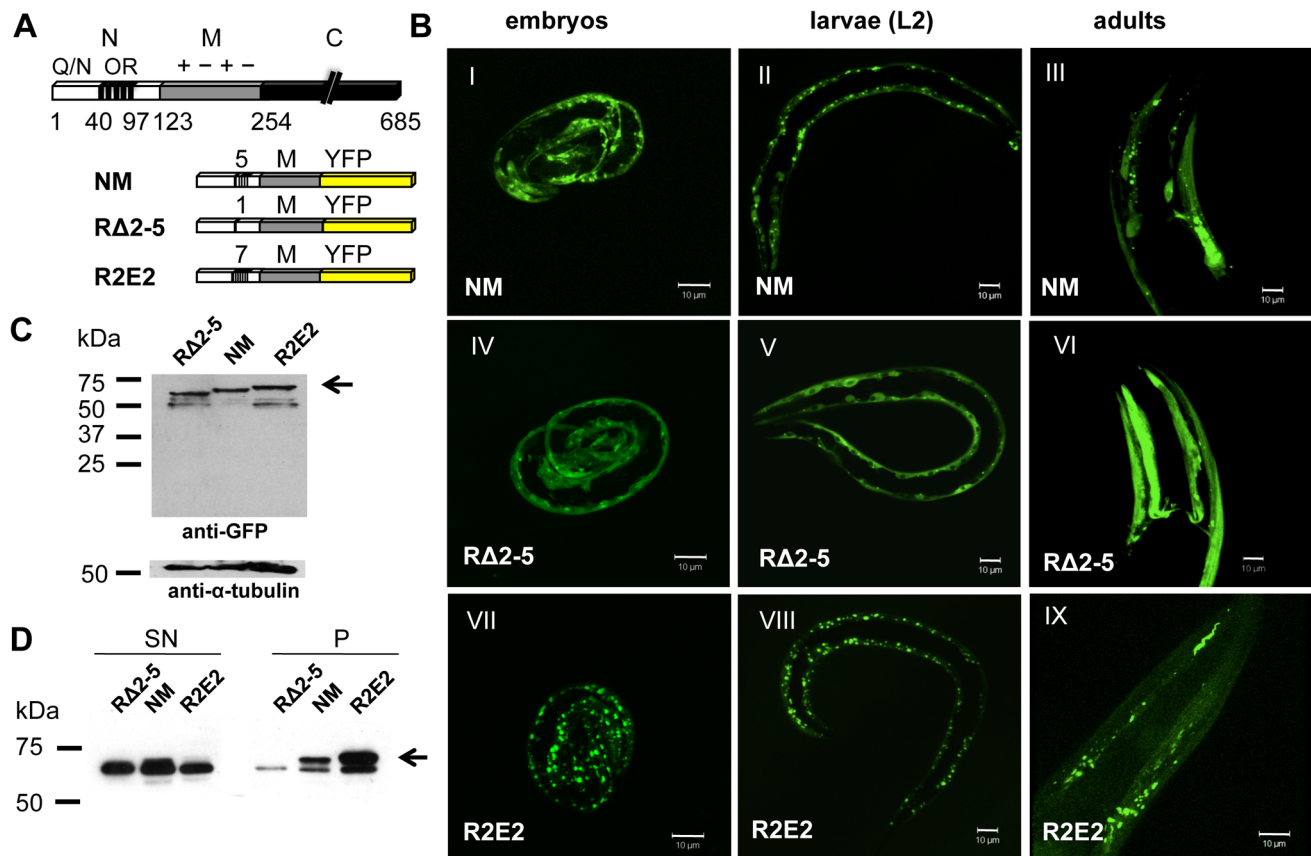 A
N M C
Q/N OR + − + −
1 40 97 123 254 685
5 M YFP
NM
1 M YFP
RΔ2-5
7 M YFP
R2E2
B
embryos larvae (L2) adults
I
NM
10 µm
II
NM
10 µm
III
NM
10 µm
IV
RΔ2-5
10 µm
V
RΔ2-5
10 µm
VI
RΔ2-5
10 µm
VII
R2E2
10 µm
VIII
R2E2
10 µm
IX
R2E2
10 µm
C
kDa
RΔ2-5 NM R2E2
75
50
37
25
anti-GFP
50
anti-α-tubulin
D
SN P
RΔ2-5 NM R2E2 RΔ2-5 NM R2E2
kDa
75
50